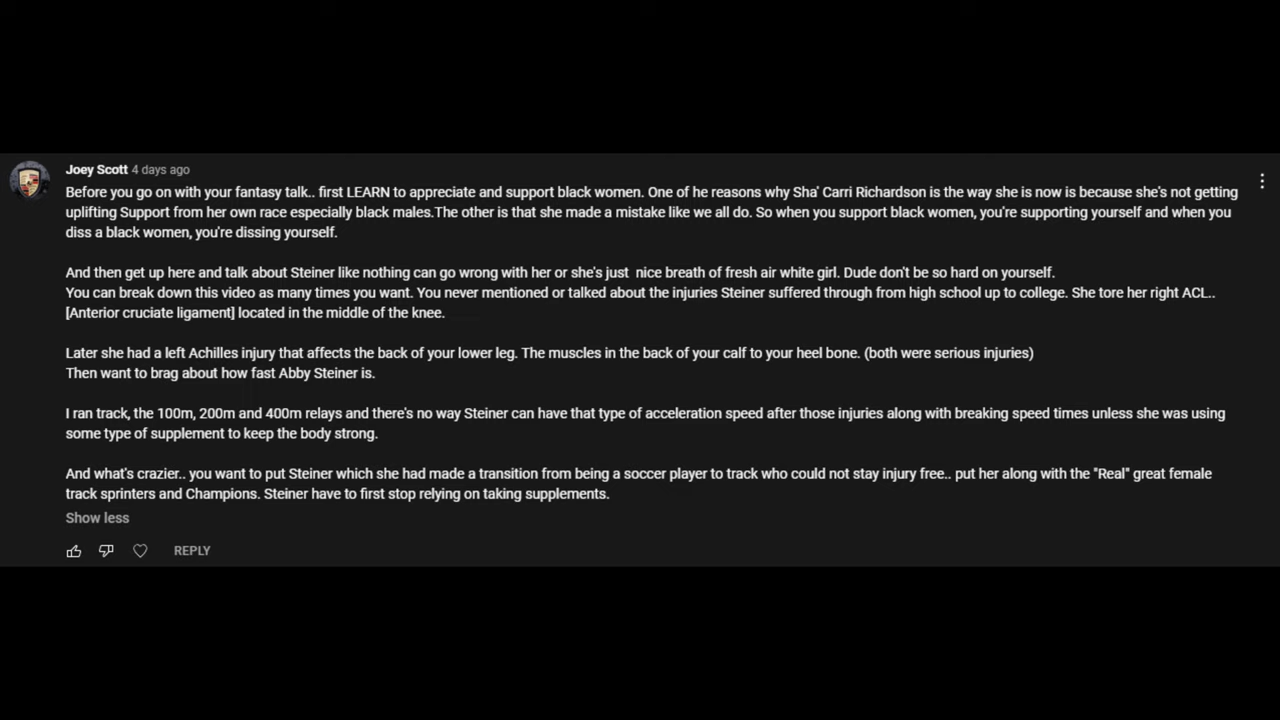 Joey Scott 4 days ago
Before you go on with your fantasy talk.. first LEARN to appreciate and support black women. One of he reasons why Sha' Carri Richardson is the way she is now is because she's not getting
uplifting Support from her own race especially black males.The other is that she made a mistake like we all do. So when you support black women, you're supporting yourself and when you
diss a black women, you're dissing yourself.
And then get up here and talk about Steiner like nothing can go wrong with her or she's just  nice breath of fresh air white girl. Dude don't be so hard on yourself.
You can break down this video as many times you want. You never mentioned or talked about the injuries Steiner suffered through from high school up to college. She tore her right ACL..
[Anterior cruciate ligament] located in the middle of the knee.
Later she had a left Achilles injury that affects the back of your lower leg. The muscles in the back of your calf to your heel bone. (both were serious injuries)
Then want to brag about how fast Abby Steiner is.
I ran track, the 100m, 200m and 400m relays and there's no way Steiner can have that type of acceleration speed after those injuries along with breaking speed times unless she was using
some type of supplement to keep the body strong.
And what's crazier.. you want to put Steiner which she had made a transition from being a soccer player to track who could not stay injury free.. put her along with the "Real" great female
track sprinters and Champions. Steiner have to first stop relying on taking supplements.
Show less
REPLY